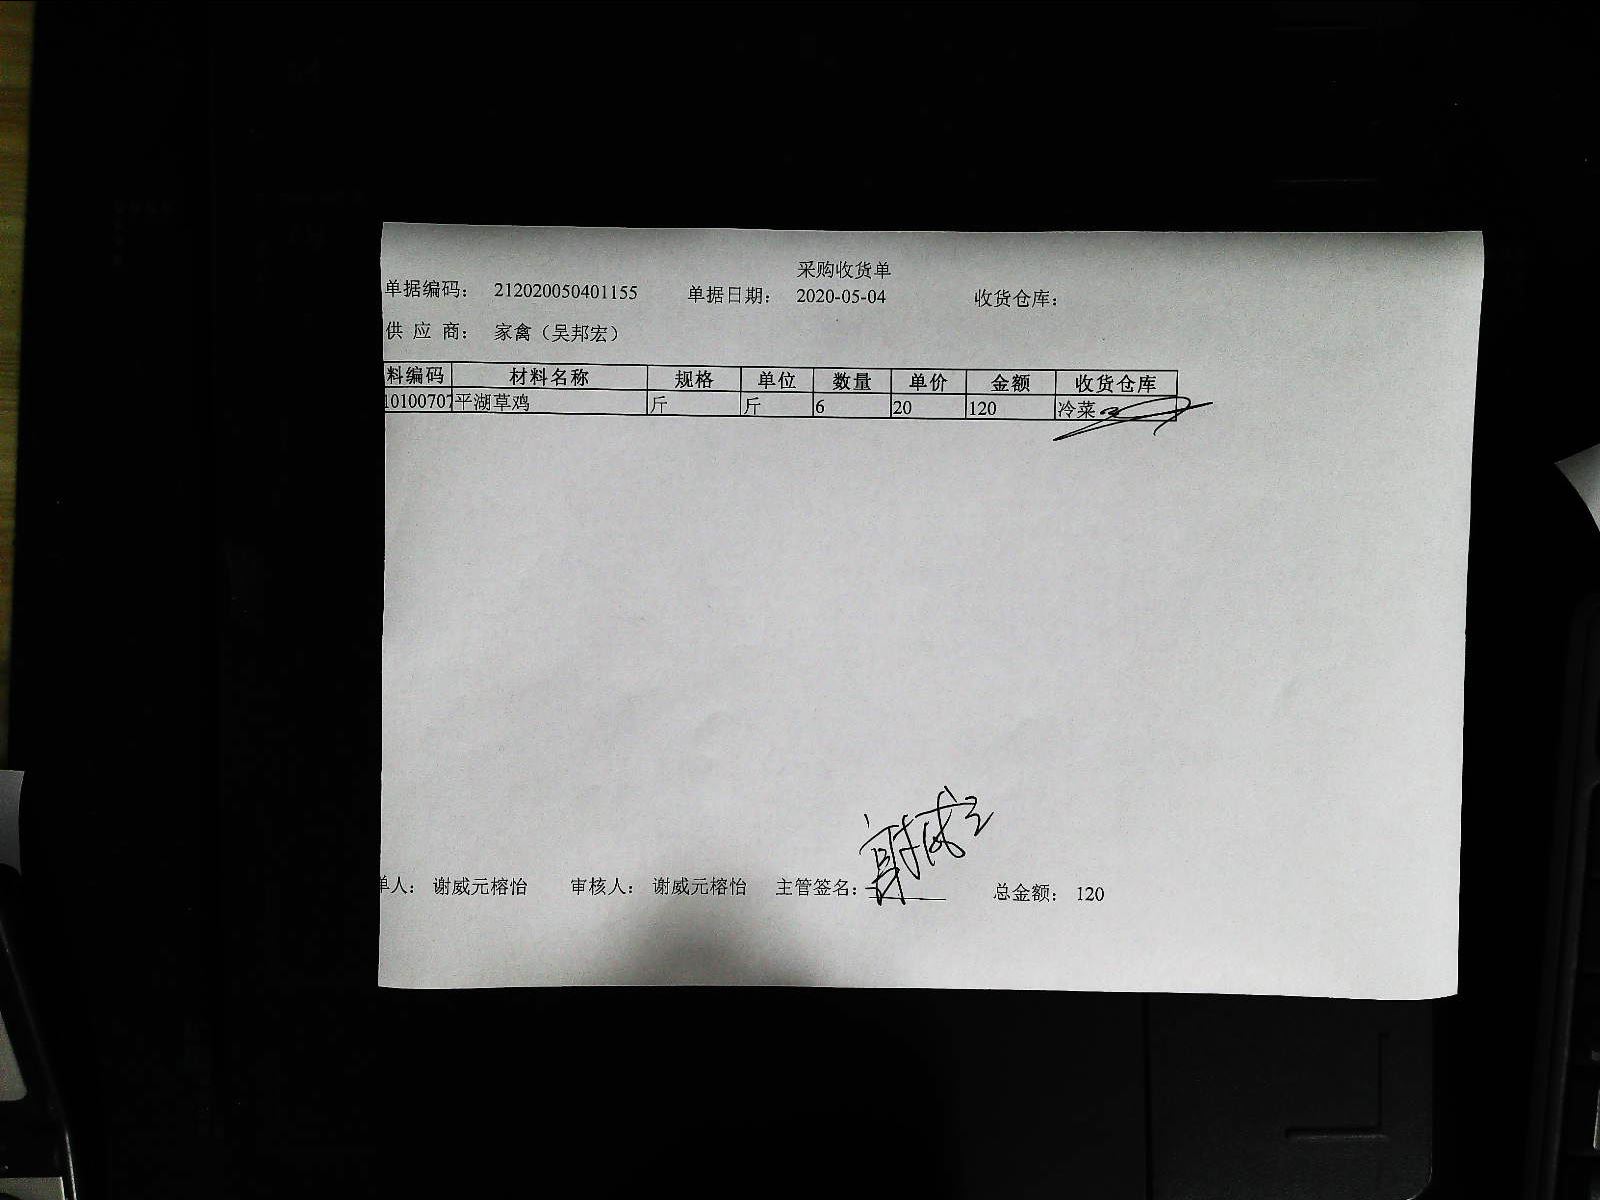 采购收货单
单据编码： 212020050401155 单据日期： 2020-05-04 收货仓库：
供 应 商： 家禽（吴邦宏）
料编码 材料名称 规格 单位 数量 单价 金额 收货仓库
10100707 平湖草鸡 斤 斤 6 20 120 冷菜
单人： 谢威元榕怡 审核人： 谢威元榕怡 主管签名： 总金额： 120